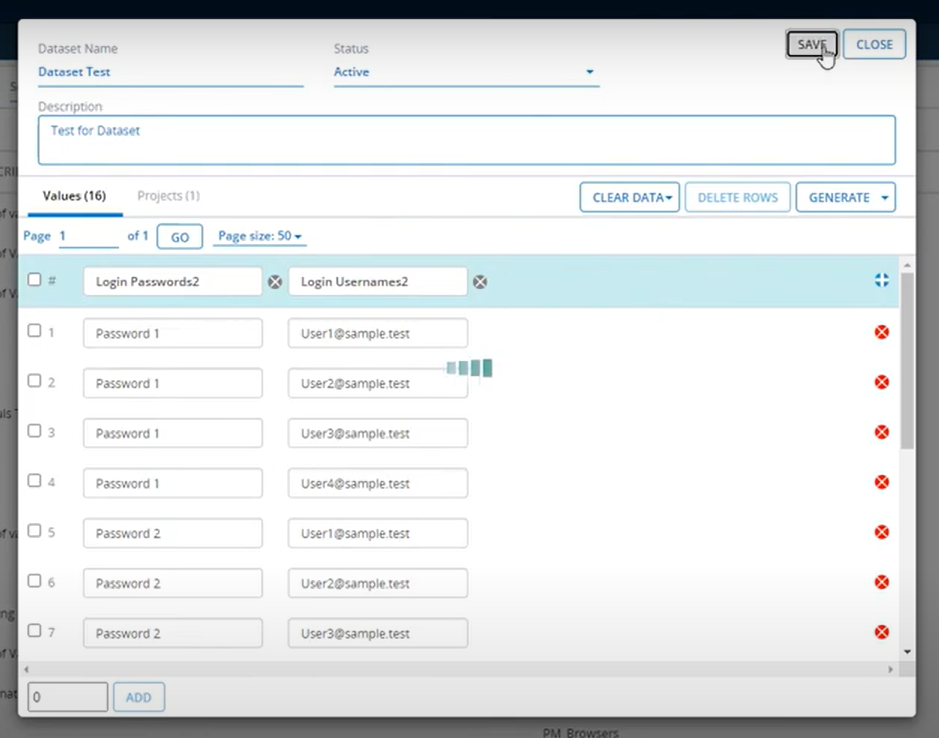 Dataset Name
Status
SAVE
CLOSE
Dataset Test
Active
Description
Test for Dataset
Values (16)
Projects (1)
CLEAR DATA
DELETE ROWS
GENERATE
Page 1 of 1
GO
Page size: 50
# Login Passwords2 Login Usernames2
1 Password 1 User1@sample.test
2 Password 1 User2@sample.test
3 Password 1 User3@sample.test
4 Password 1 User4@sample.test
5 Password 2 User1@sample.test
6 Password 2 User2@sample.test
7 Password 2 User3@sample.test
0
ADD
PM Browsers